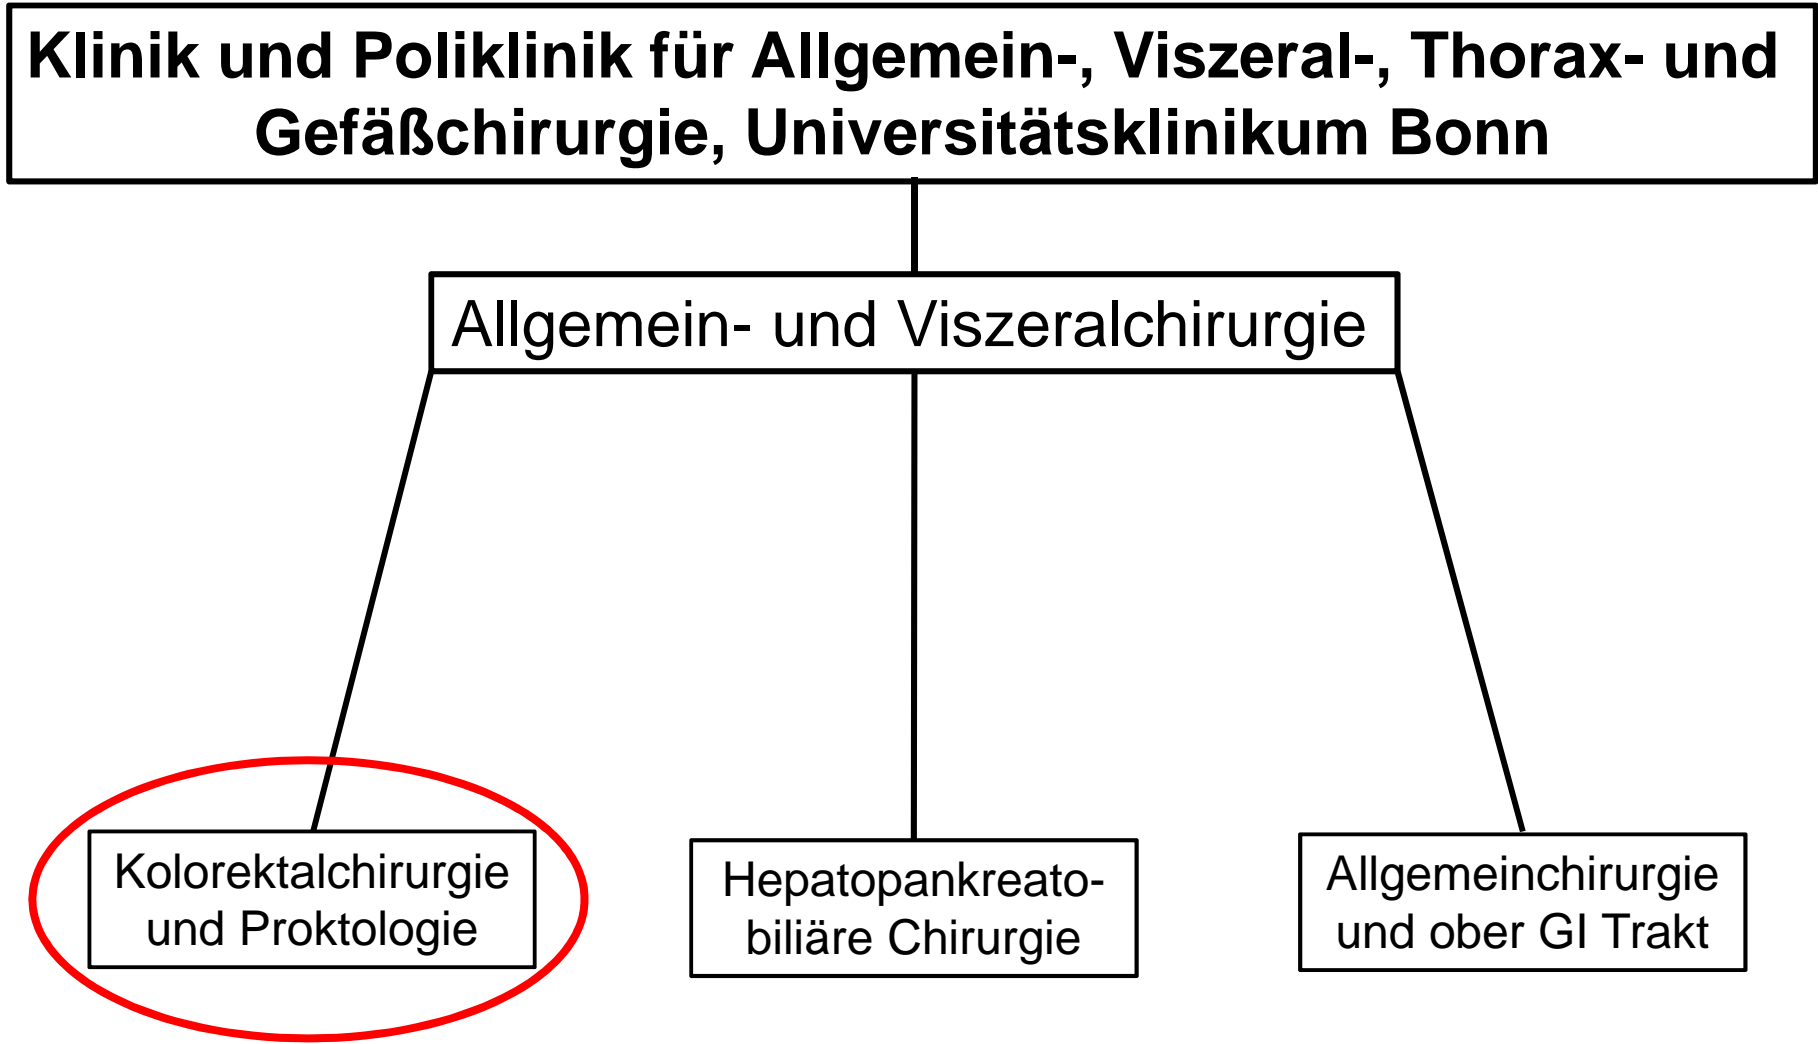 Klinik und Poliklinik für Allgemein-, Viszeral-, Thorax- und
Gefäßchirurgie, Universitätsklinikum Bonn
Allgemein- und Viszeralchirurgie
Kolorektalchirurgie
und Proktologie
Hepatopankreato-
biliäre Chirurgie
Allgemeinchirurgie
und ober GI Trakt